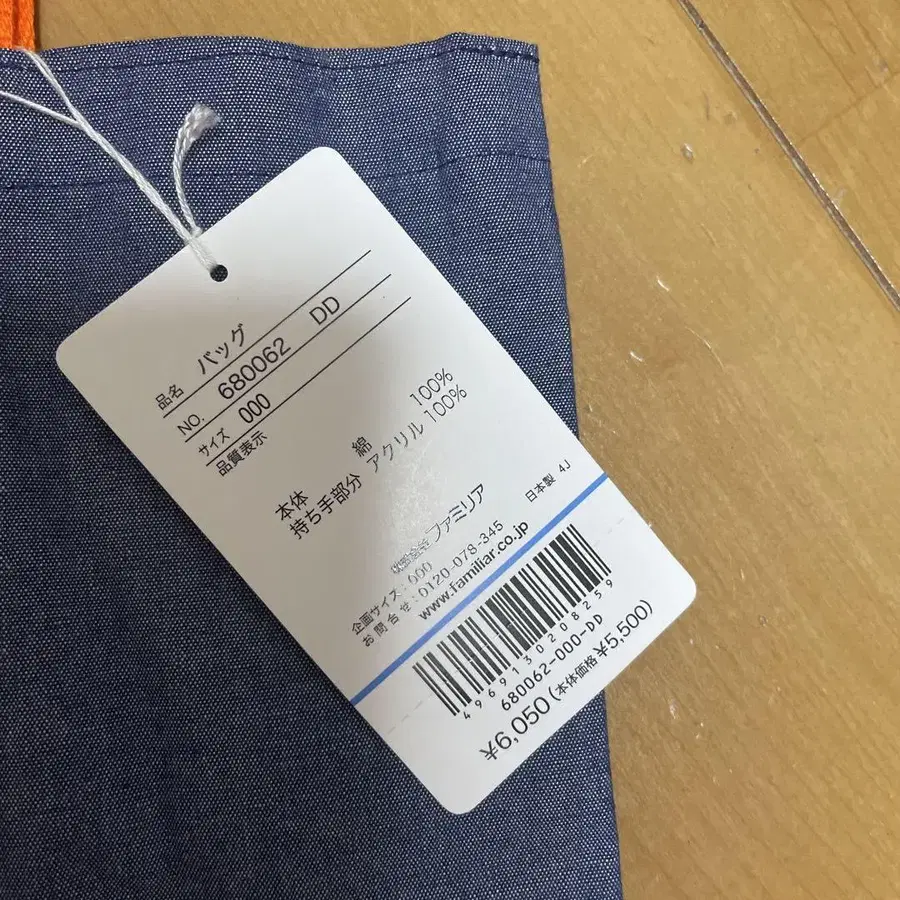 品名 バッグ
NO. 680062 DD
サイズ 000
品質表示
本体 綿 100%
持ち手部分 アクリル 100%
株式会社ファミリア
企画サイズ:000
お問合せ:0120-078-345
www.familiar.co.jp
日本製 4J
4969130208259
680062-000-DD
¥6,050(本体価格¥5,500)